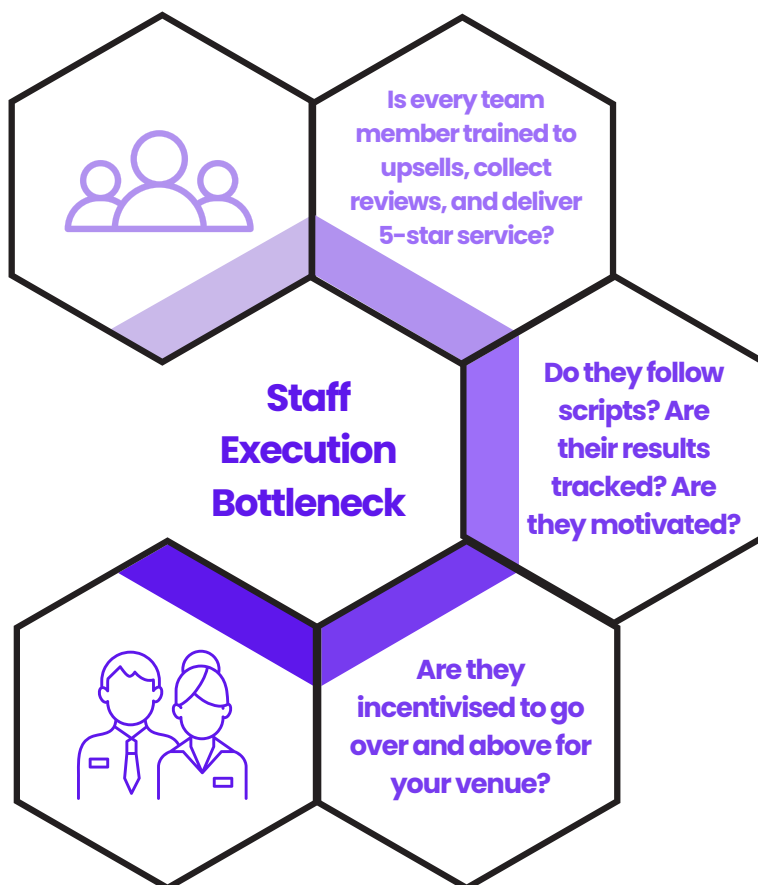 Is every team
member trained to
upsells, collect
reviews, and deliver
5-star service?
Staff
Execution
Bottleneck
Do they follow
scripts? Are
their results
tracked? Are
they motivated?
Are they
incentivised to go
over and above for
your venue?